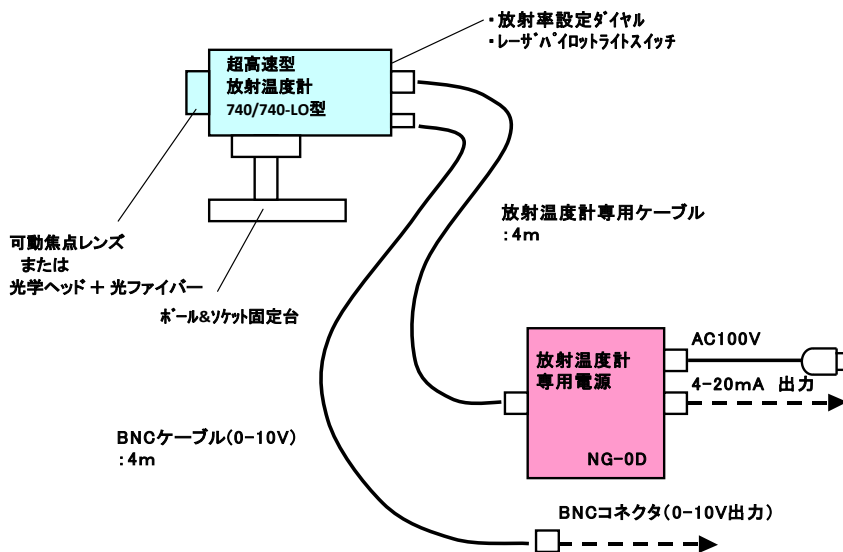 ・放射率設定ダイヤル
・ﾚｰｻﾞﾊﾟｲﾛｯﾄﾗｲﾄｽｲｯﾁ
超高速型
放射温度計
740/740-LO型
放射温度計専用ケーブル
:4m
可動焦点レンズ
または
光学ヘッド + 光ファイバー
ﾎﾞｰﾙ&ｿｹｯﾄ固定台
放射温度計
専用電源
NG-0D
AC100V
4-20mA 出力
BNCケーブル(0-10V)
:4m
BNCコネクタ(0-10V出力)